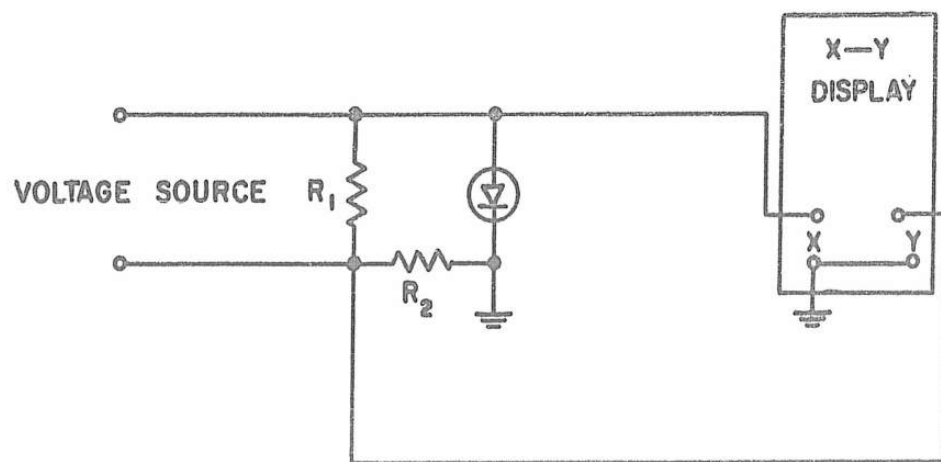 X—Y
DISPLAY
VOLTAGE SOURCE
R1
R2
X
Y